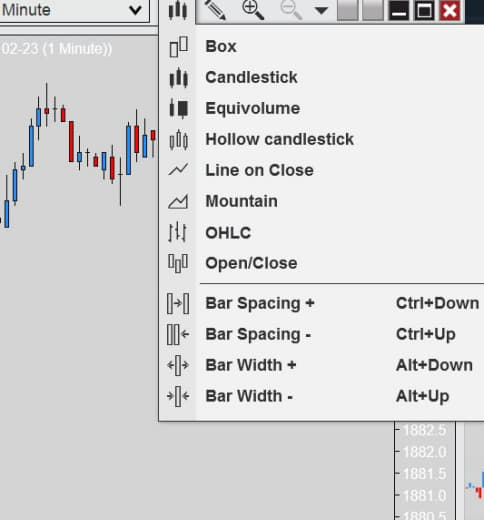 Minute
02-23 (1 Minute))
Box
Candlestick
Equivolume
Hollow candlestick
Line on Close
Mountain
OHLC
Open/Close
Bar Spacing + Ctrl+Down
Bar Spacing - Ctrl+Up
Bar Width + Alt+Down
Bar Width - Alt+Up
1882.5
1882.0
1881.5
1881.0
1880.5